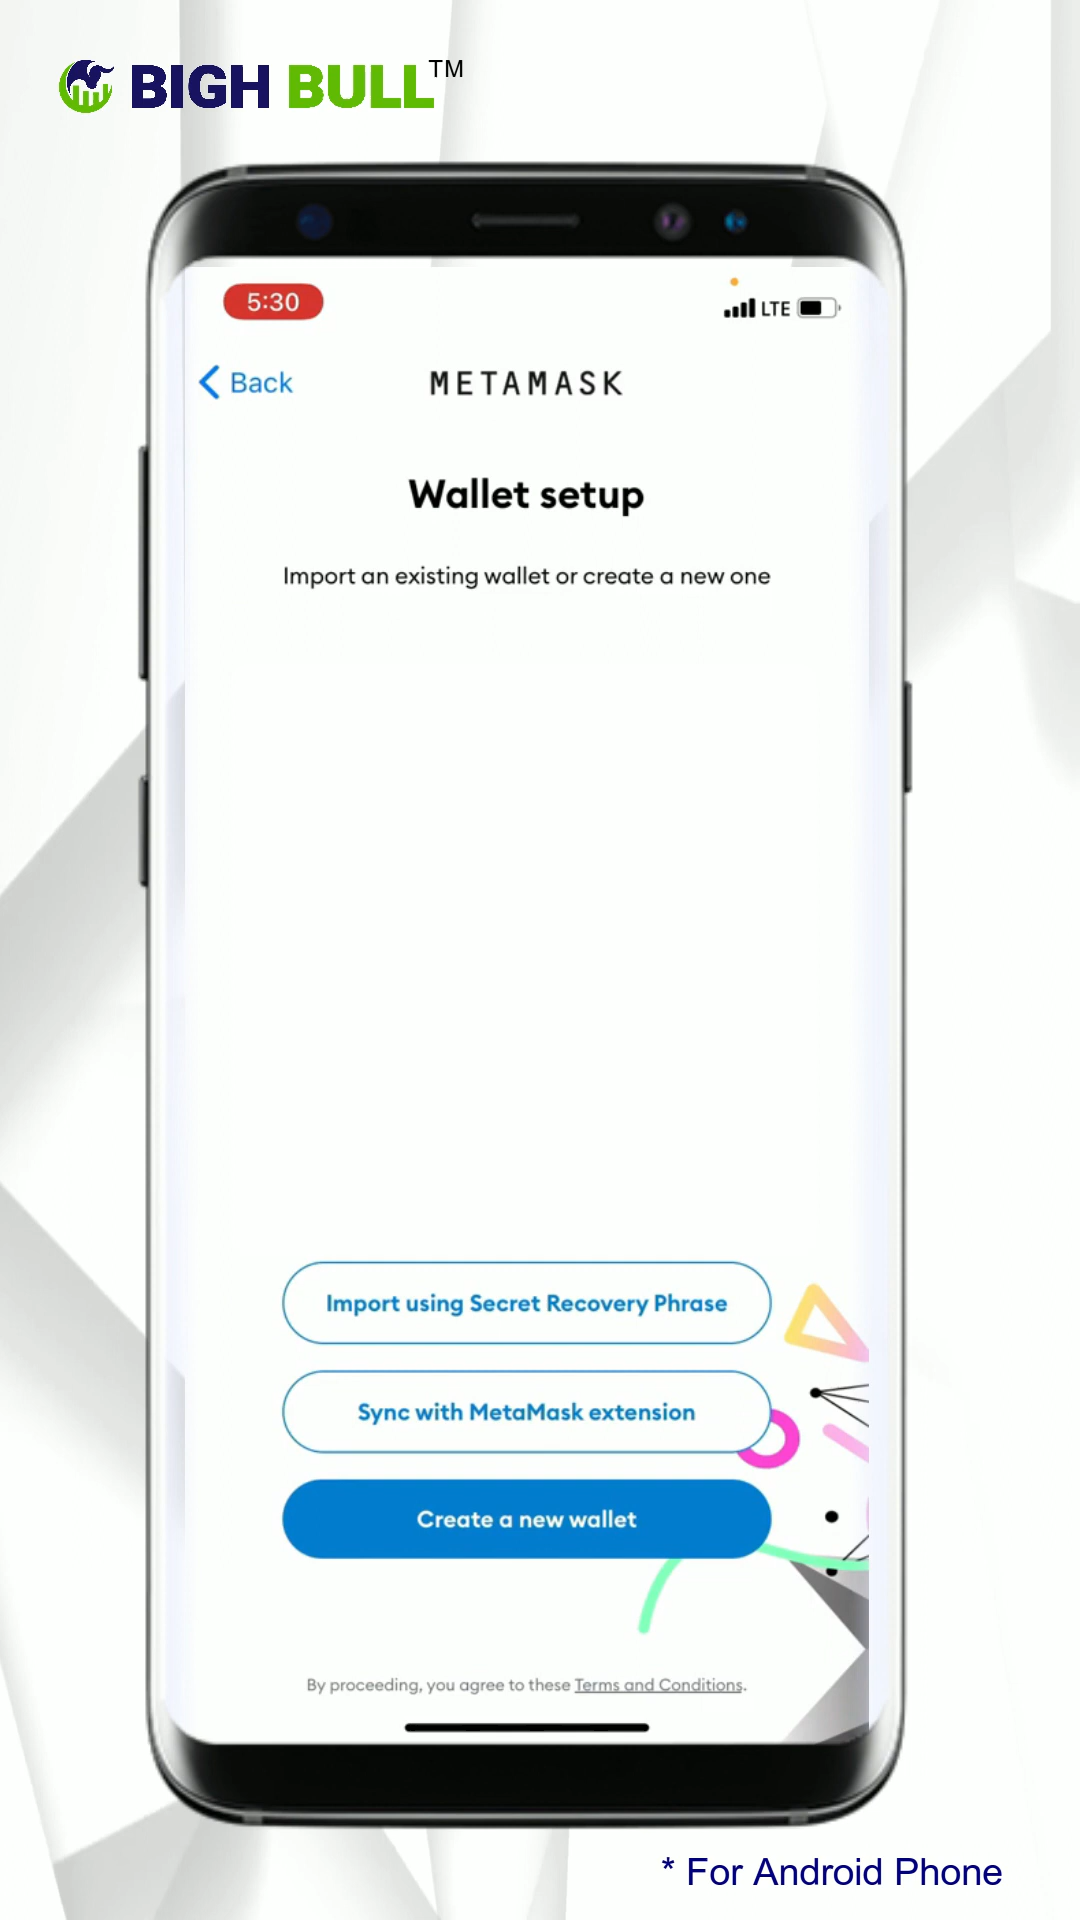 BIGH BULL™
5:30
LTE
Back
METAMASK
Wallet setup
Import an existing wallet or create a new one
Import using Secret Recovery Phrase
Sync with MetaMask extension
Create a new wallet
By proceeding, you agree to these Terms and Conditions.
* For Android Phone